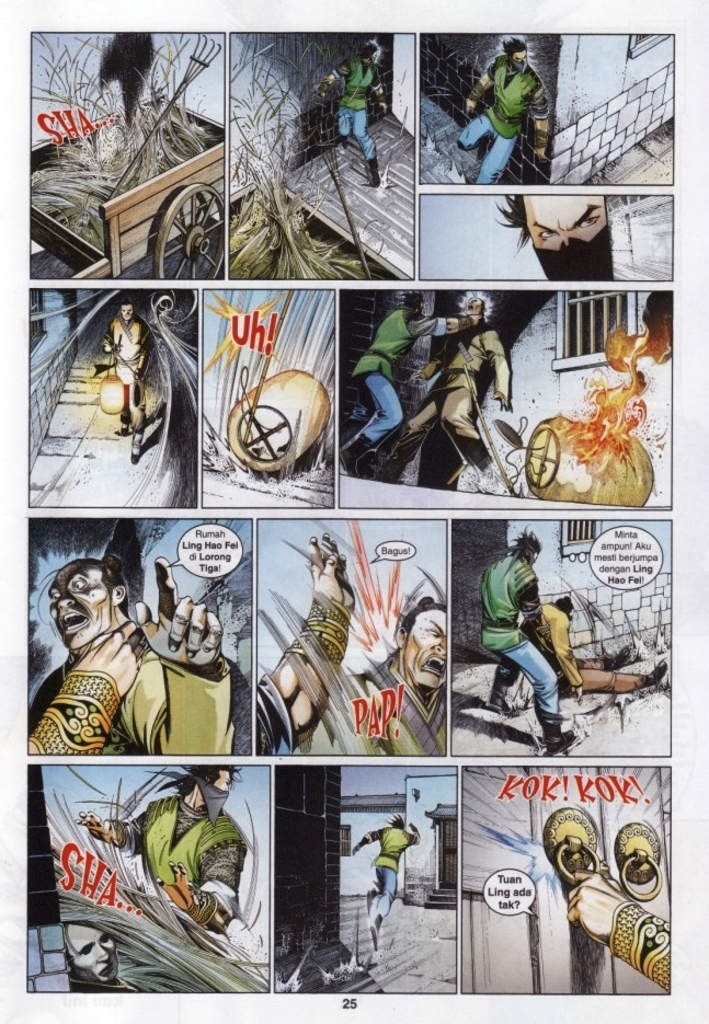 SHA...
Uh!
Rumah
Ling Hao Fei
di Lorong
Tiga!
Bagus!
PAP!
Minta
ampun! Aku
mesti berjumpa
dengan Ling
Hao Fei!
SHA...
KOK! KOK!
Tuan
Ling ada
tak?
25